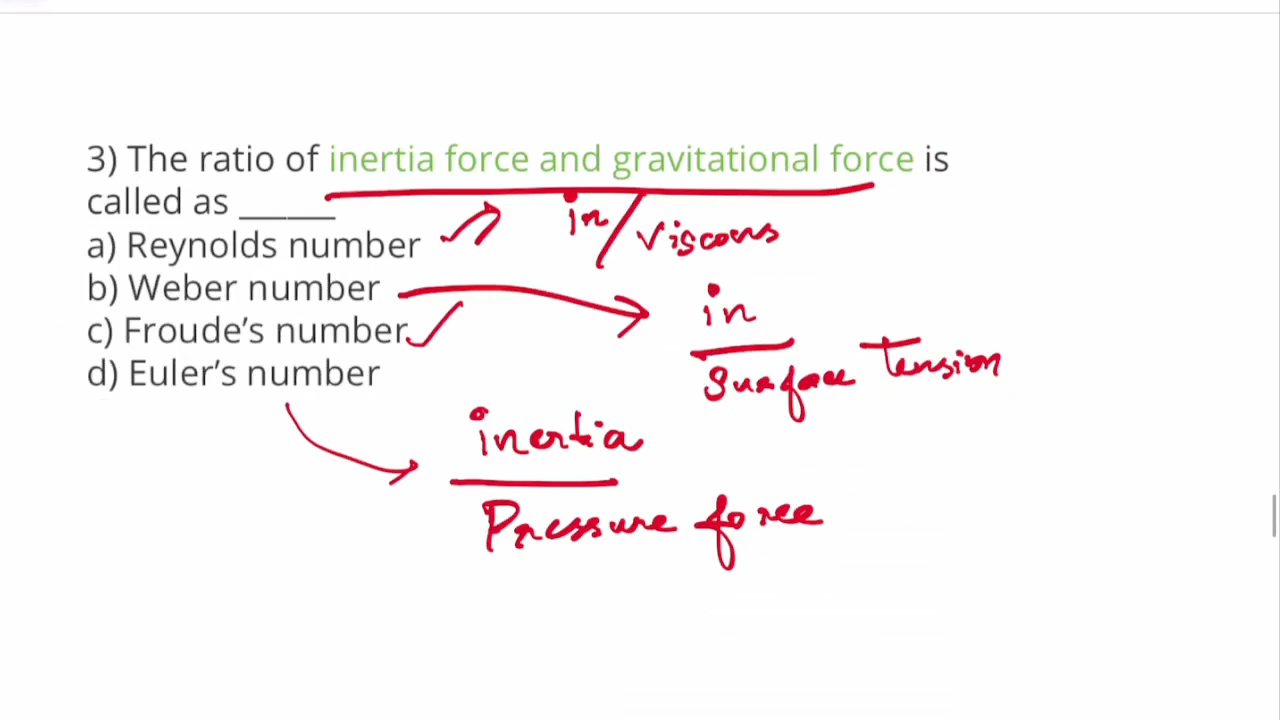 3) The ratio of inertia force and gravitational force is
called as ______
a) Reynolds number
in/viscous
b) Weber number
in
c) Froude’s number
Surface Tension
d) Euler’s number
inertia
Pressure force